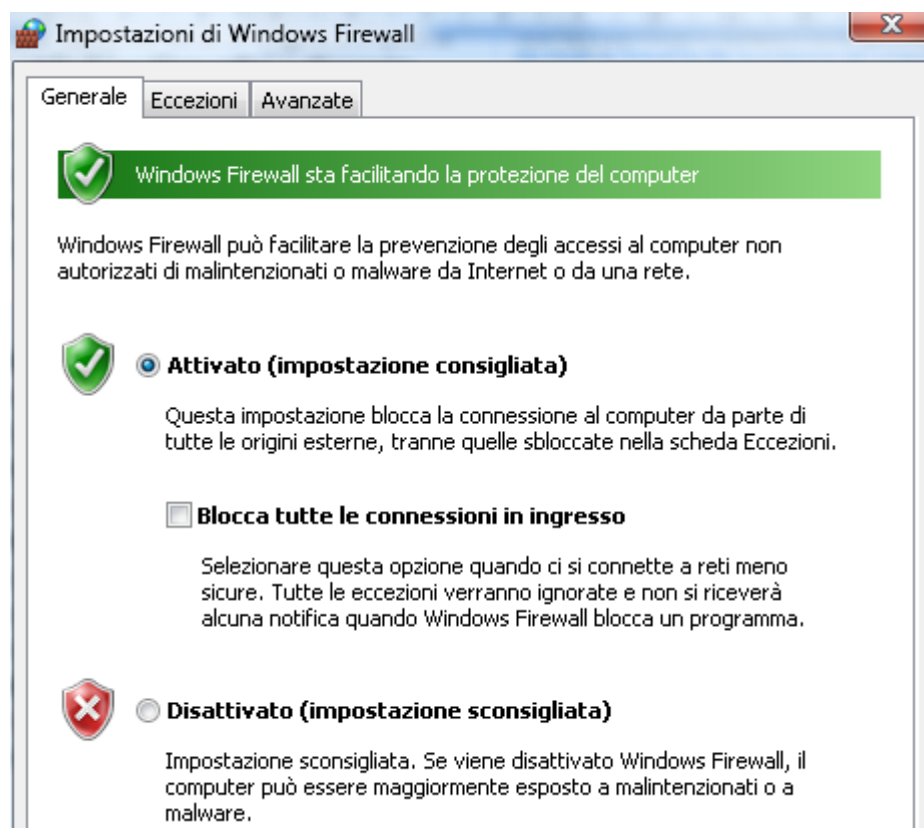 Impostazioni di Windows Firewall
Generale Eccezioni Avanzate
Windows Firewall sta facilitando la protezione del computer
Windows Firewall può facilitare la prevenzione degli accessi al computer non
autorizzati di malintenzionati o malware da Internet o da una rete.
Attivato (impostazione consigliata)
Questa impostazione blocca la connessione al computer da parte di
tutte le origini esterne, tranne quelle sbloccate nella scheda Eccezioni.
Blocca tutte le connessioni in ingresso
Selezionare questa opzione quando ci si connette a reti meno
sicure. Tutte le eccezioni verranno ignorate e non si riceverà
alcuna notifica quando Windows Firewall blocca un programma.
Disattivato (impostazione sconsigliata)
Impostazione sconsigliata. Se viene disattivato Windows Firewall, il
computer può essere maggiormente esposto a malintenzionati o a
malware.